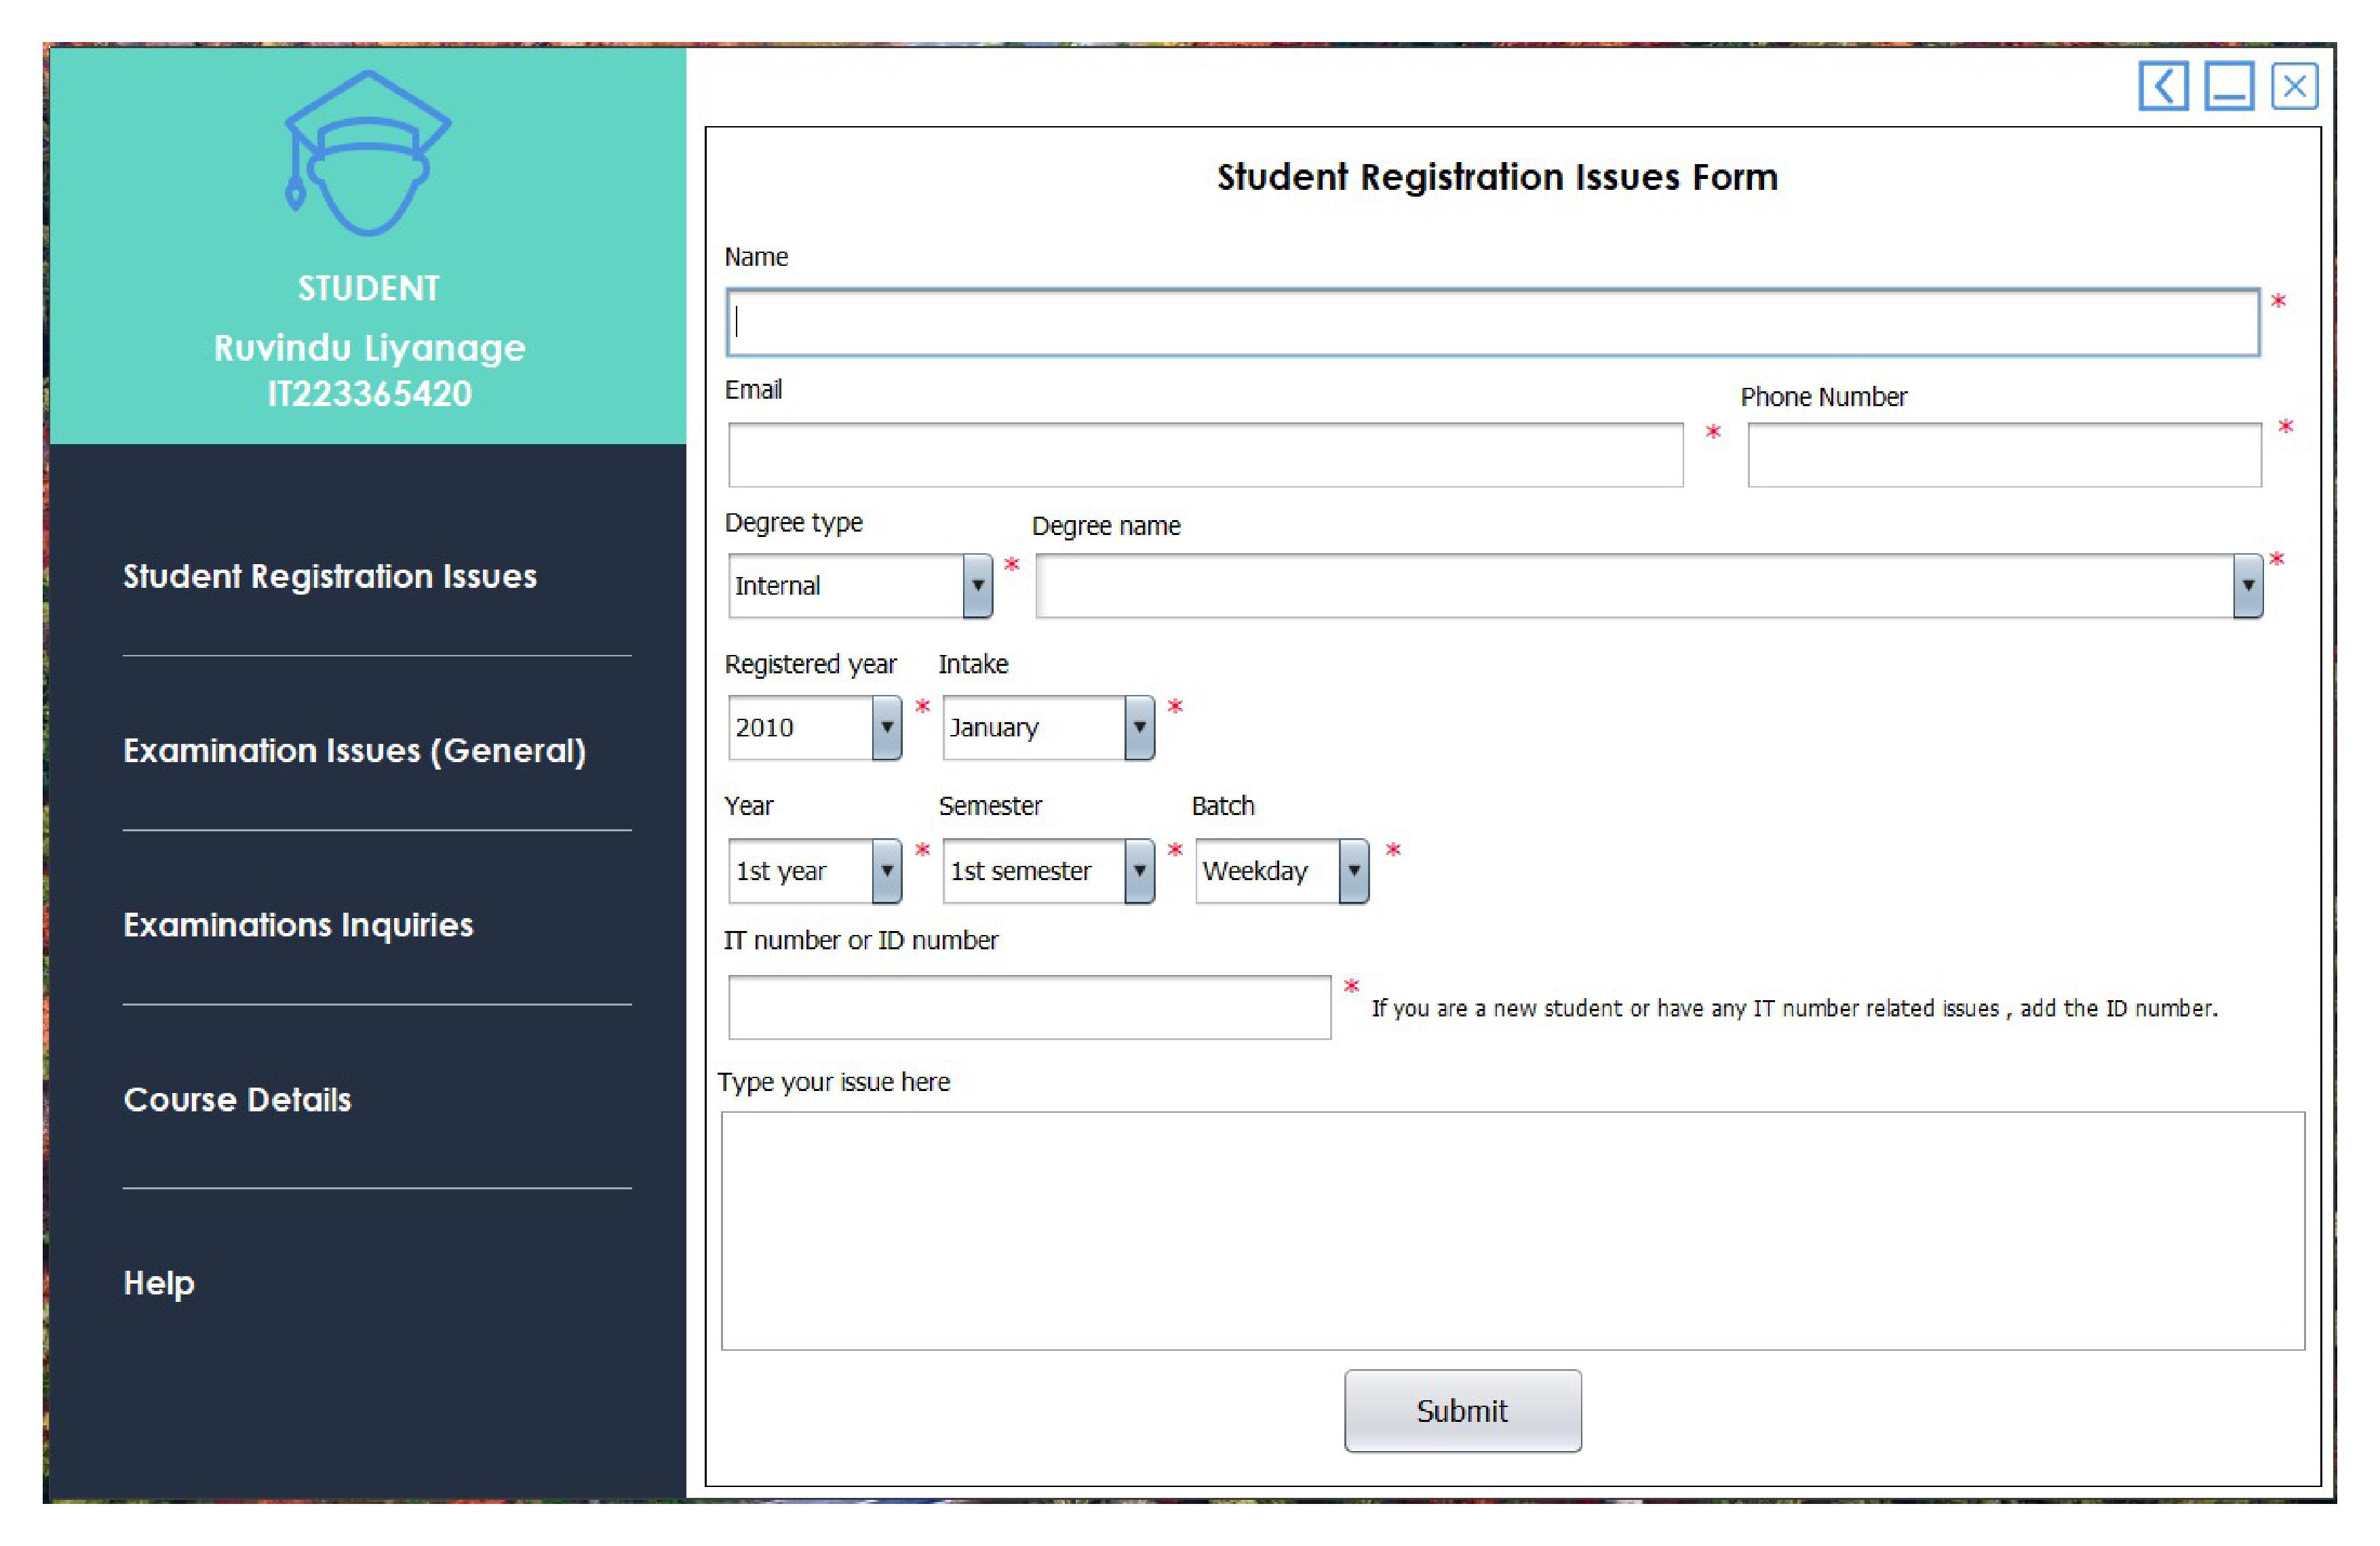 STUDENT
Ruvindu Liyanage
IT223365420
Student Registration Issues
Examination Issues (General)
Examinations Inquiries
Course Details
Help
Student Registration Issues Form
Name
*
Email Phone Number
* *
Degree type Degree name
Internal * *
Registered year Intake
2010 * January *
Year Semester Batch
1st year * 1st semester * Weekday *
IT number or ID number
* If you are a new student or have any IT number related issues , add the ID number.
Type your issue here
Submit